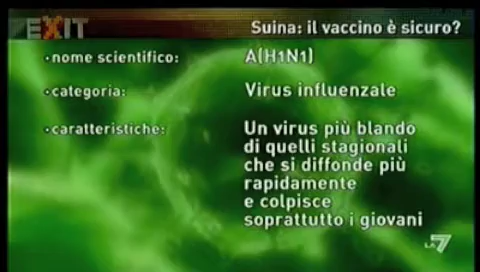 EXIT
Suina: il vaccino è sicuro?
• nome scientifico: A(H1N1)
• categoria: Virus influenzale
• caratteristiche: Un virus più blando
di quelli stagionali
che si diffonde più
rapidamente
e colpisce
soprattutto i giovani
LA7